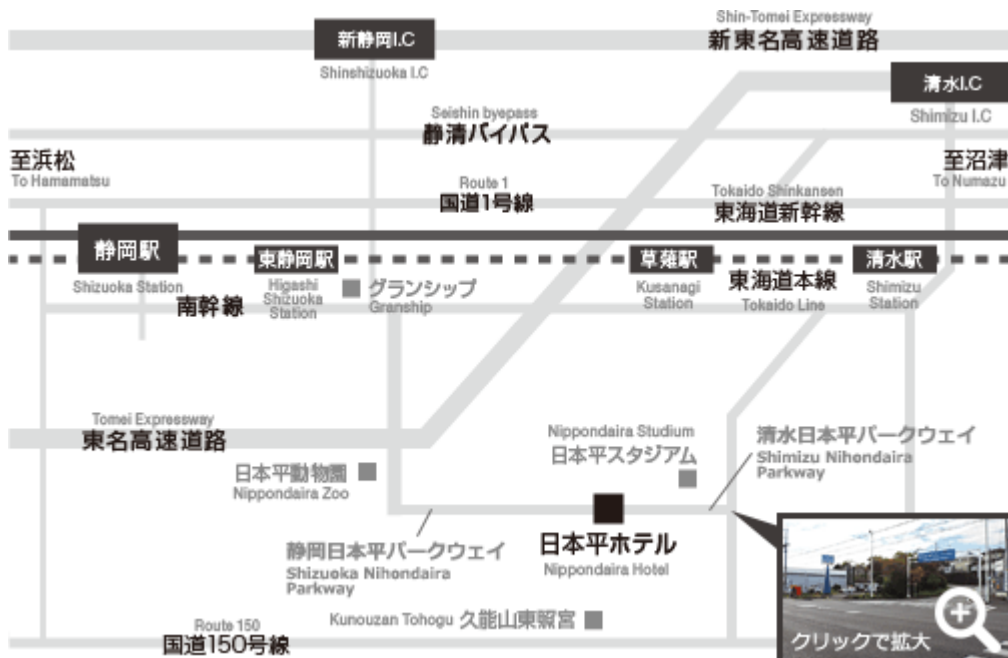 Shin-Tomei Expressway
新東名高速道路
新静岡I.C
Shinshizuoka I.C
清水I.C
Shimizu I.C
Seishin byepass
静清バイパス
至浜松
To Hamamatsu
至沼津
To Numazu
Route 1
国道1号線
Tokaido Shinkansen
東海道新幹線
静岡駅
Shizuoka Station
東静岡駅
Higashi
Shizuoka
Station
グランシップ
Granship
草薙駅
Kusanagi
Station
東海道本線
Tokaido Line
清水駅
Shimizu
Station
南幹線
Tomei Expressway
東名高速道路
Nippondaira Studium
日本平スタジアム
清水日本平パークウェイ
Shimizu Nihondaira
Parkway
日本平動物園
Nippondaira Zoo
静岡日本平パークウェイ
Shizuoka Nihondaira
Parkway
日本平ホテル
Nippondaira Hotel
Kunouzan Tohogu 久能山東照宮
Route 150
国道150号線
クリックで拡大